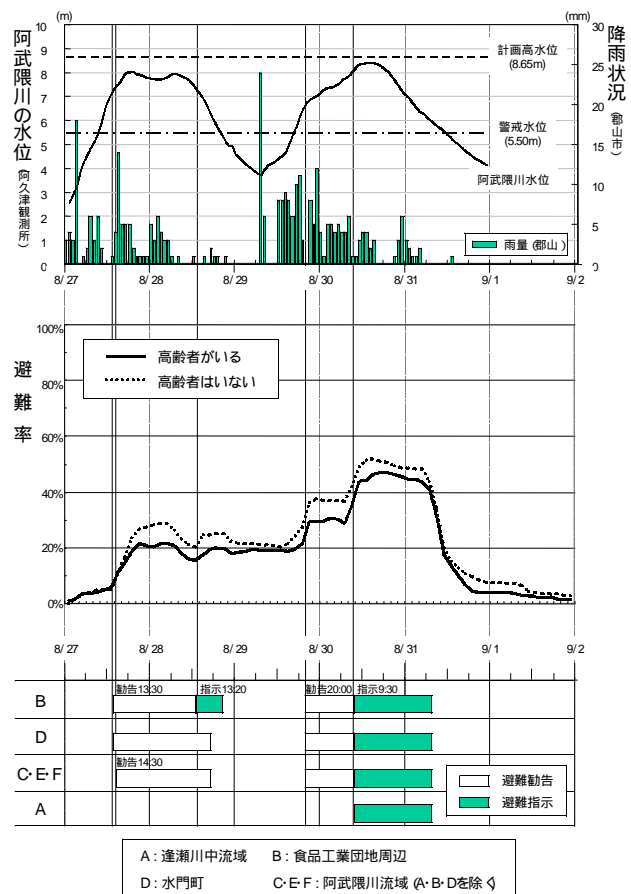 (m)
(mm)
阿武隈川の水位 (阿久津観測所)
降雨状況 (郡山市)
10
9
8
7
6
5
4
3
2
1
0
30
25
20
15
10
5
0
計画高水位
(8.65m)
警戒水位
(5.50m)
阿武隈川水位
雨量(郡山)
8/27 8/28 8/29 8/30 8/31 9/1 9/2
避難率
100%
80%
60%
40%
20%
0%
高齢者がいる
高齢者はいない
8/27 8/28 8/29 8/30 8/31 9/1 9/2
勧告13:30 指示13:20 勧告20:00 指示9:30
B
D
勧告14:30
C・E・F
A
避難勧告
避難指示
A:逢瀬川中流域 B:食品工業団地周辺
D:水門町 C・E・F:阿武隈川流域(A・B・Dを除く)